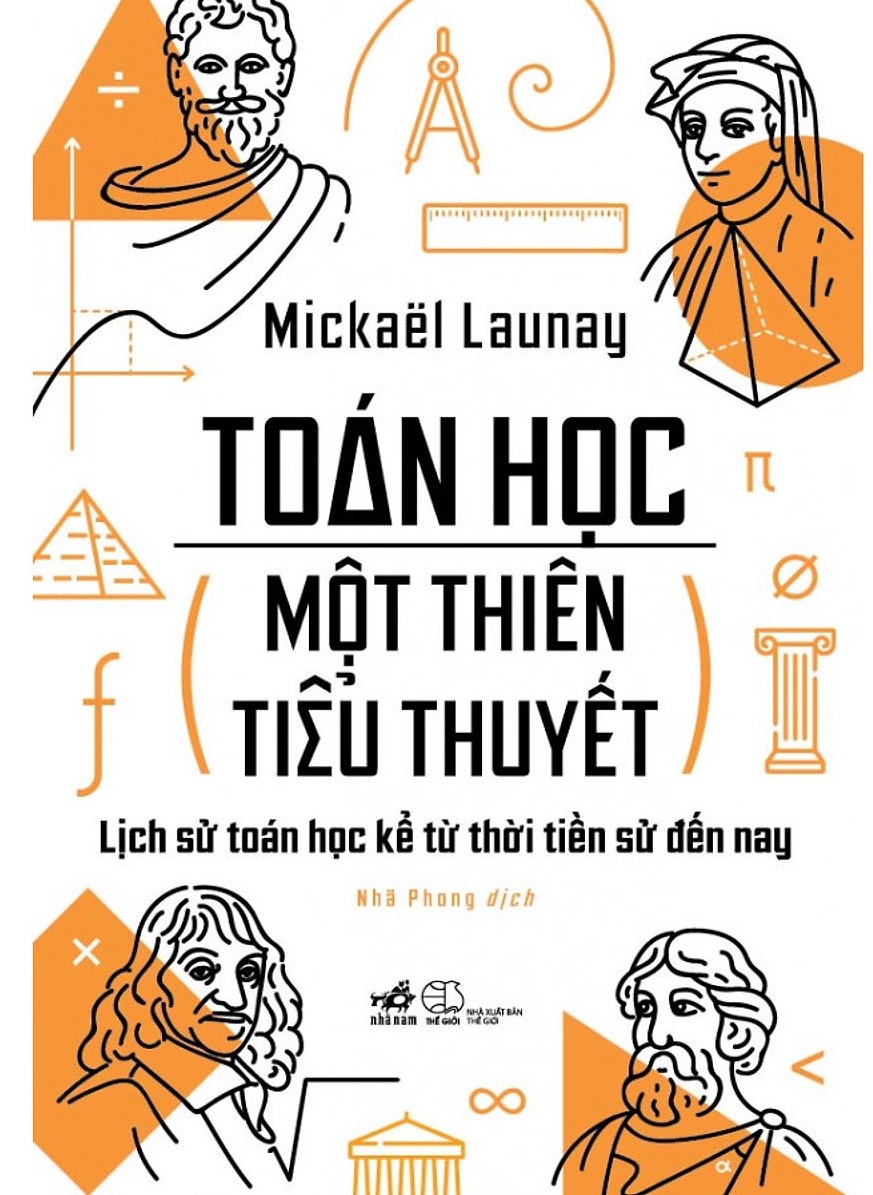 ÷
Mickaël Launay
TOÁN HỌC
π
(MỘT THIÊN
TIỂU THUYẾT)
Ø
ƒ
Lịch sử toán học kể từ thời tiền sử đến nay
Nhã Phong dịch
×
nhã nam
THẾ GIỚI
NHÀ XUẤT BẢN
THẾ GIỚI
<
∞
α